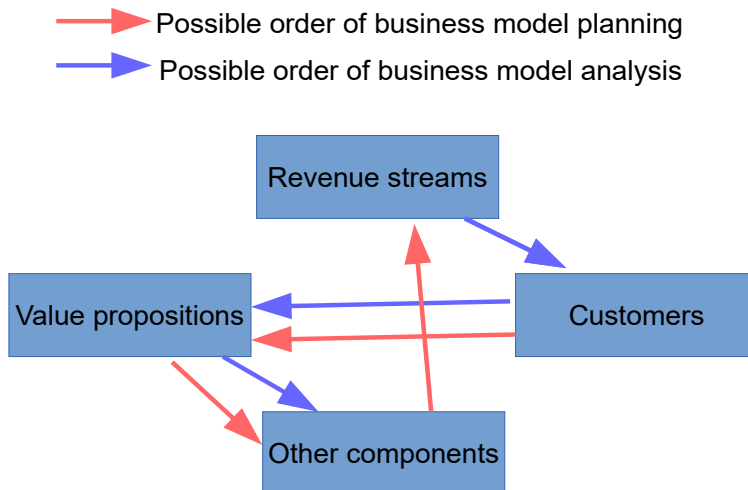 Possible order of business model planning
Possible order of business model analysis
Revenue streams
Value propositions
Customers
Other components